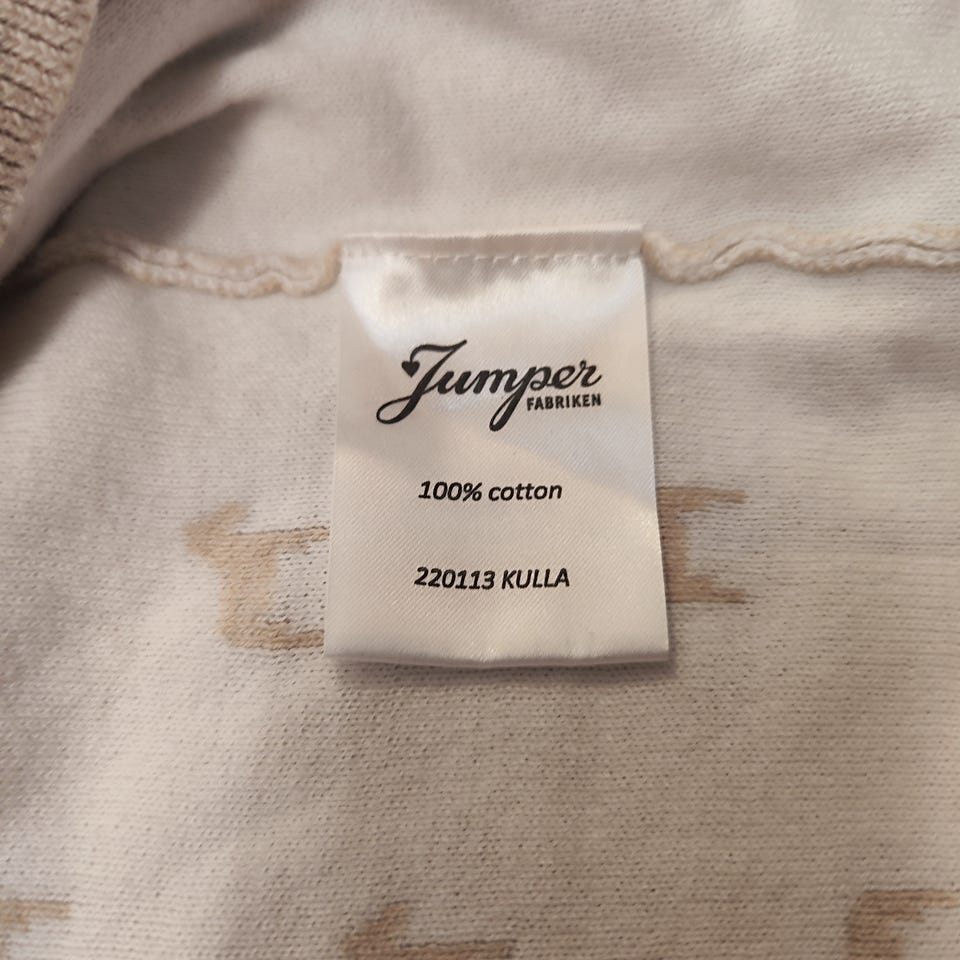 Jumper
FABRIKEN
100% cotton
220113 KULLA